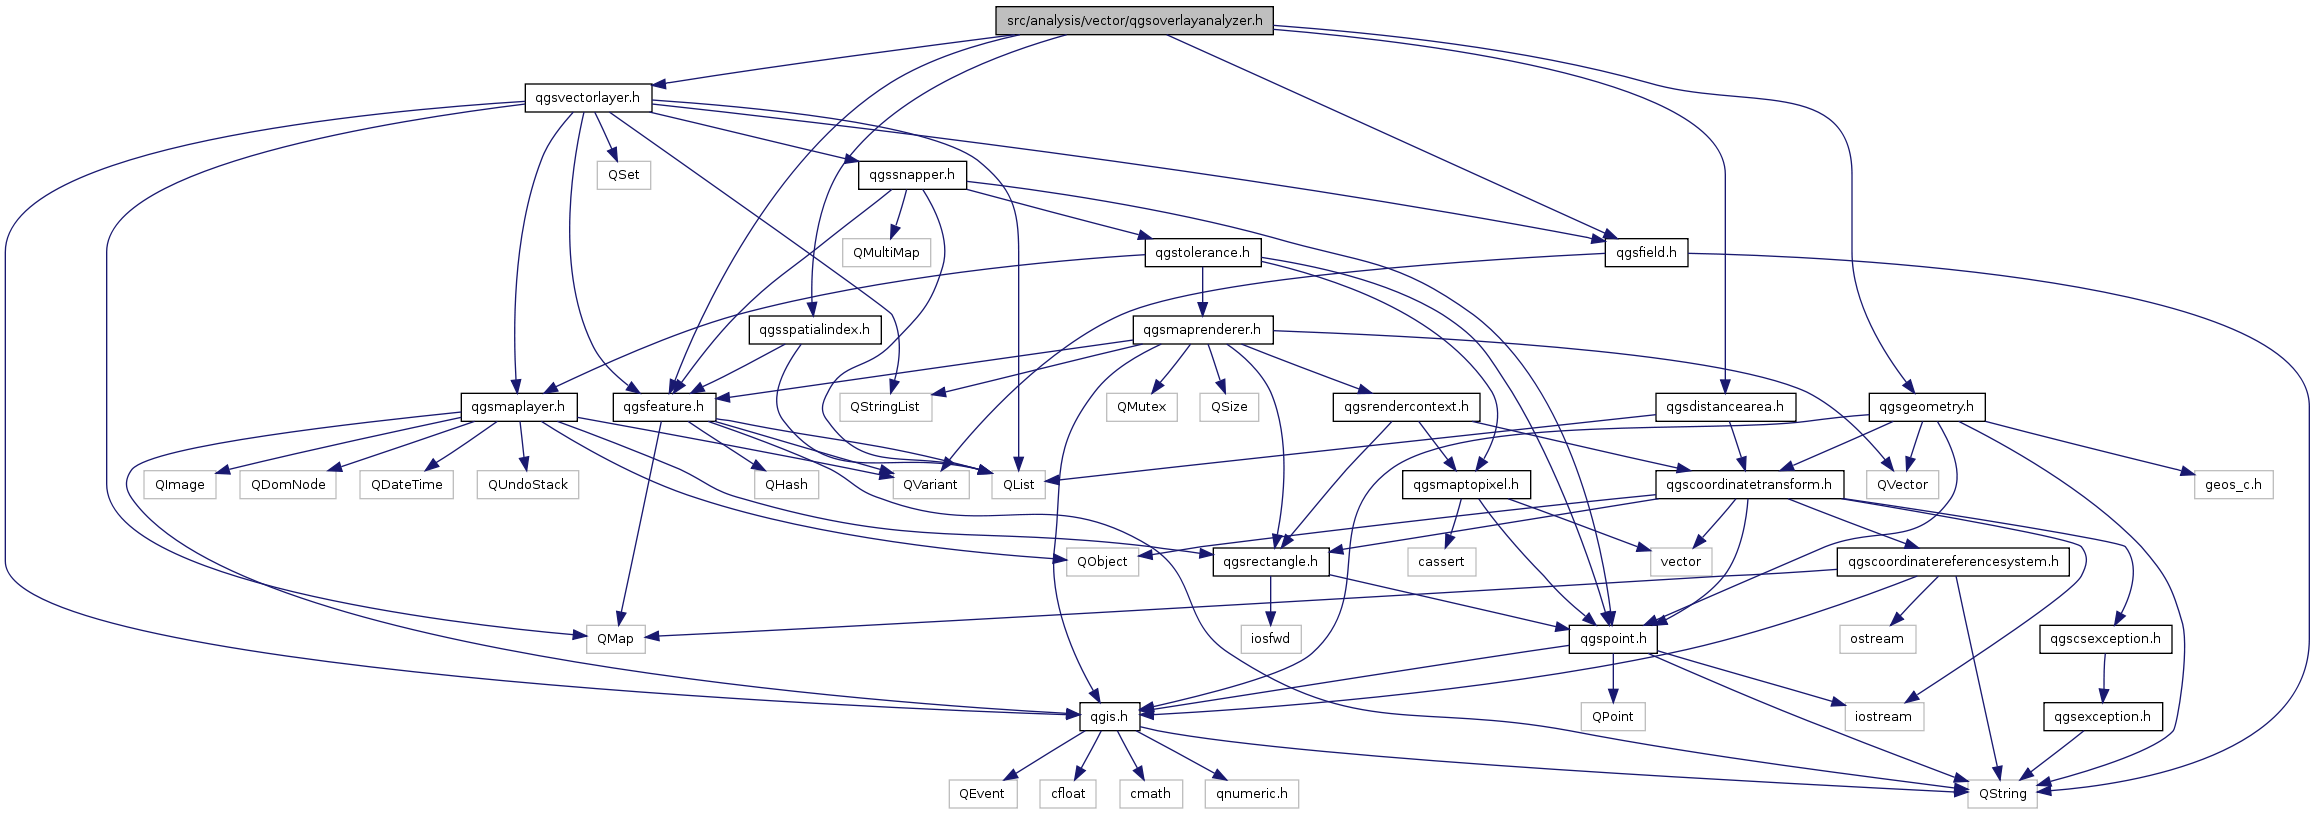 src/analysis/vector/qgsoverlayanalyzer.h
qgsvectorlayer.h
QSet
qgssnapper.h
QMultiMap
qgstolerance.h
qgsfield.h
qgsspatialindex.h
qgsmaprenderer.h
qgsmaplayer.h
qgsfeature.h
QStringList
QMutex
QSize
qgsrendercontext.h
qgsdistancearea.h
qgsgeometry.h
QImage
QDomNode
QDateTime
QUndoStack
QHash
QVariant
QList
qgsmaptopixel.h
qgscoordinatetransform.h
QVector
geos_c.h
QObject
qgsrectangle.h
cassert
vector
qgscoordinatereferencesystem.h
QMap
iosfwd
qgspoint.h
ostream
qgscsexception.h
qgis.h
QPoint
iostream
qgsexception.h
QEvent
cfloat
cmath
qnumeric.h
QString